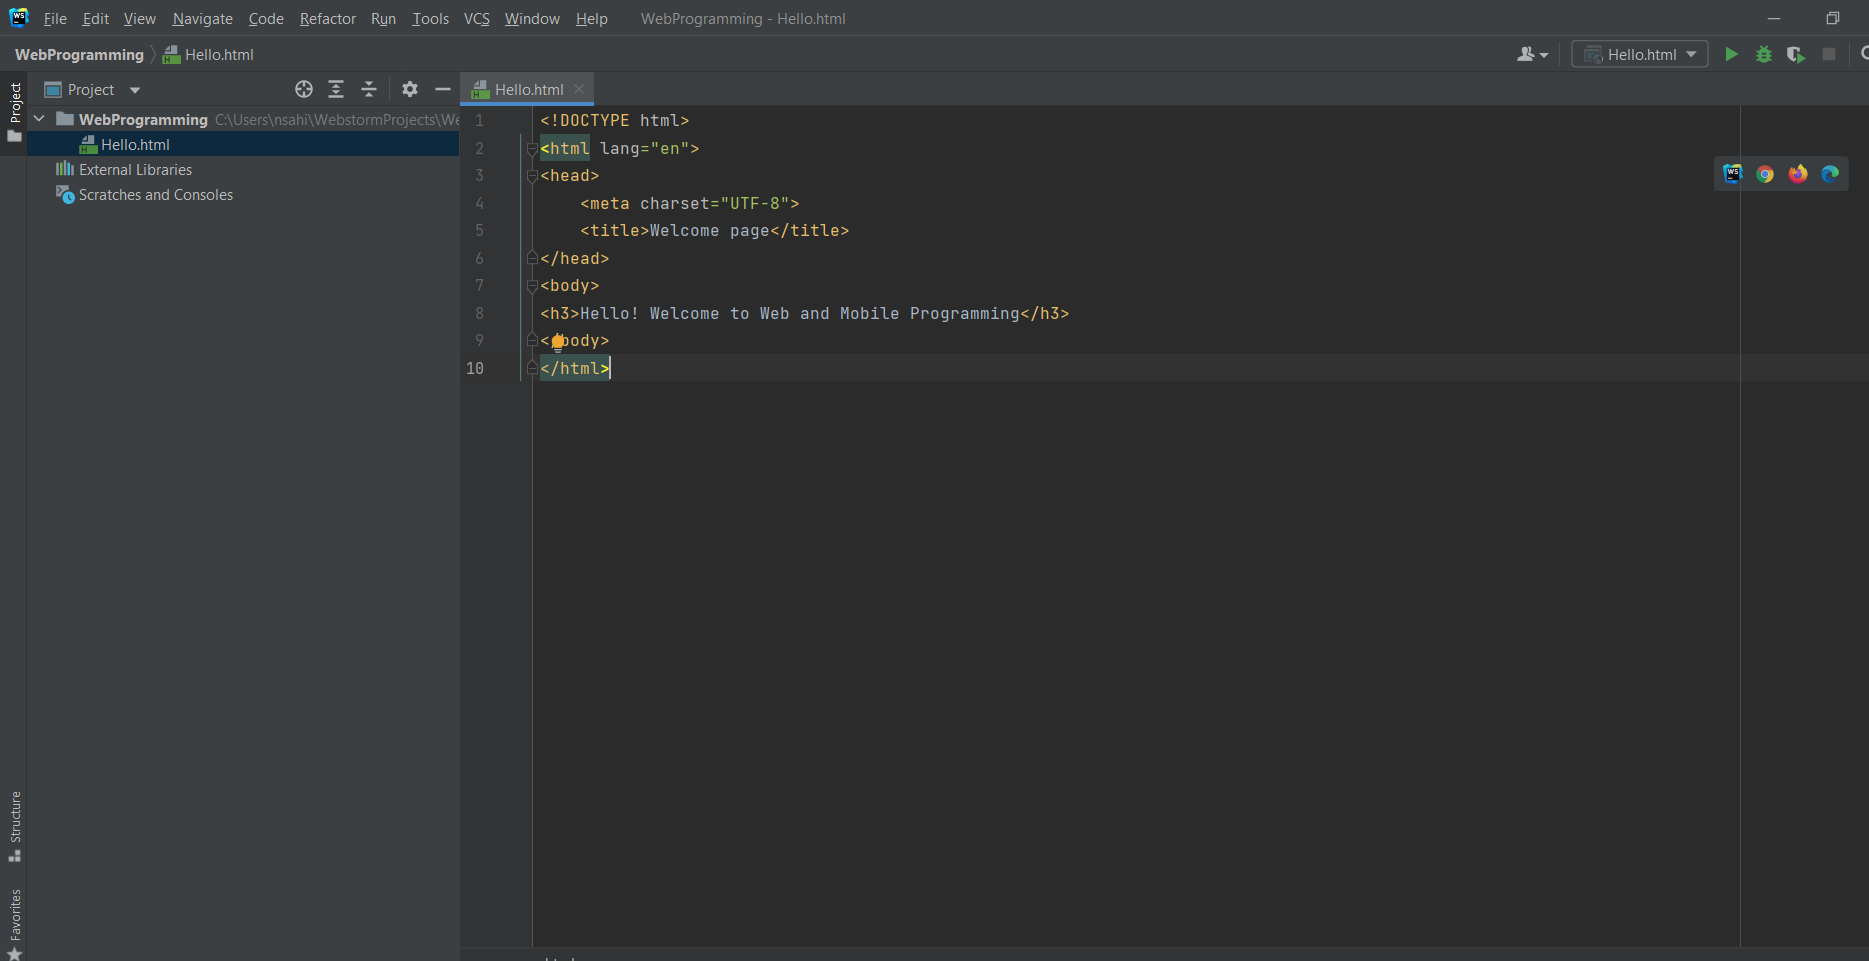 WS File Edit View Navigate Code Refactor Run Tools VCS Window Help WebProgramming - Hello.html
WebProgramming Hello.html Hello.html
Project
Project
Hello.html
WebProgramming C:\Users\nsahi\WebstormProjects\We
Hello.html
External Libraries
Scratches and Consoles
1 <!DOCTYPE html>
2 <html lang="en">
3 <head>
4 <meta charset="UTF-8">
5 <title>Welcome page</title>
6 </head>
7 <body>
8 <h3>Hello! Welcome to Web and Mobile Programming</h3>
9 </body>
10 </html>
WS
Structure
Favorites